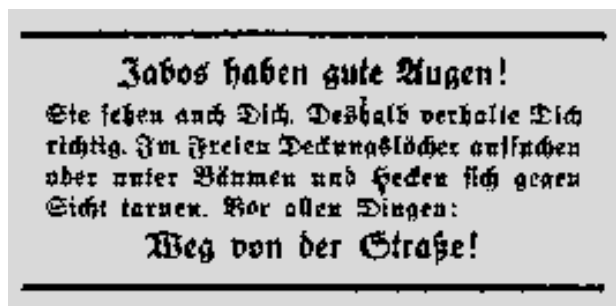 Jabos haben gute Augen!
Sie sehen auch Dich. Deshalb verhalte Dich
richtig. Im Freien Deckungslöcher aufsuchen
oder unter Bäumen und Hecken sich gegen
Sicht tarnen. Vor allen Dingen:
Weg von der Straße!